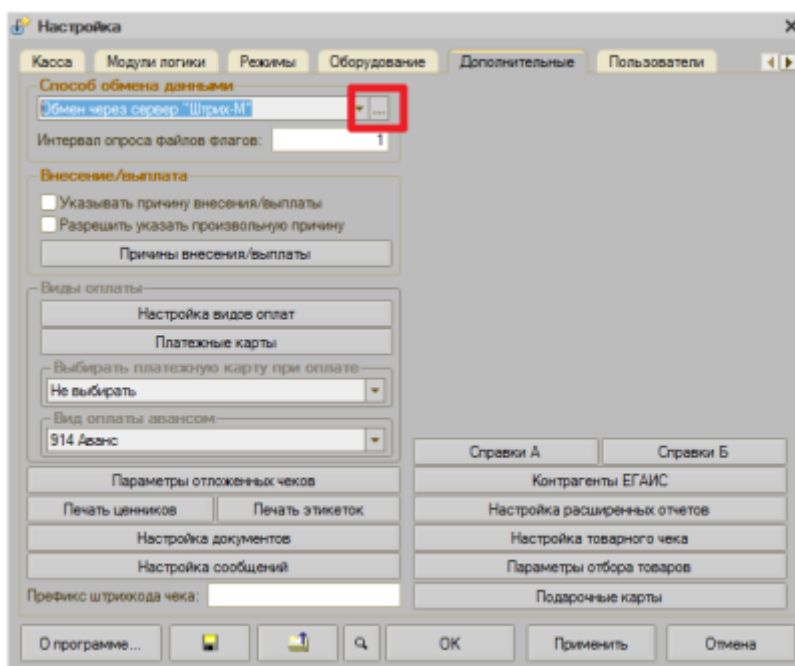 Настройка
Касса Модули логики Режимы Оборудование Дополнительные Пользователи
Способ обмена данными
Обмен через сервер "Штрих-М" ...
Интервал опроса файлов флагов: 1
Внесение/выплата
Указывать причину внесения/выплаты
Разрешить указать произвольную причину
Причины внесения/выплаты
Виды оплаты
Настройка видов оплат
Платежные карты
Выбирать платежную карту при оплате
Не выбирать
Вид оплаты авансом
914 Аванс
Справки А Справки Б
Параметры отложенных чеков Контрагенты ЕГАИС
Печать ценников Печать этикеток Настройка расширенных отчетов
Настройка документов Настройка товарного чека
Настройка сообщений Параметры отбора товаров
Префикс штрихкода чека: Подарочные карты
О программе... OK Применить Отмена